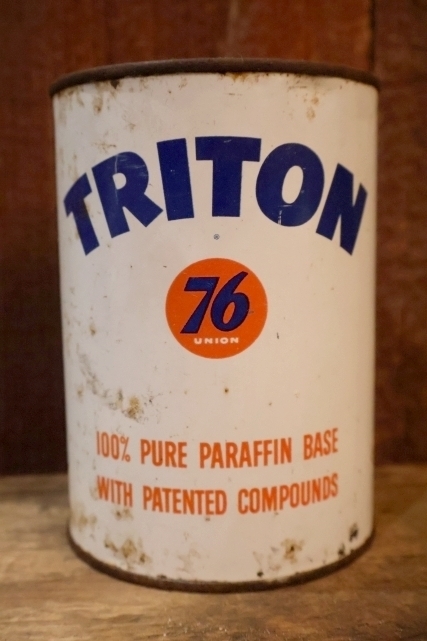 TRITON
76
UNION
100% PURE PARAFFIN BASE
WITH PATENTED COMPOUNDS